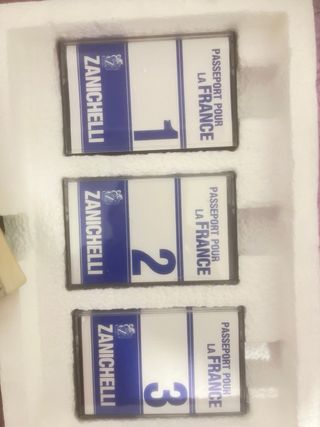 PASSEPORT POUR
LA FRANCE
1
ZANICHELLI
PASSEPORT POUR
LA FRANCE
2
ZANICHELLI
PASSEPORT POUR
LA FRANCE
3
ZANICHELLI